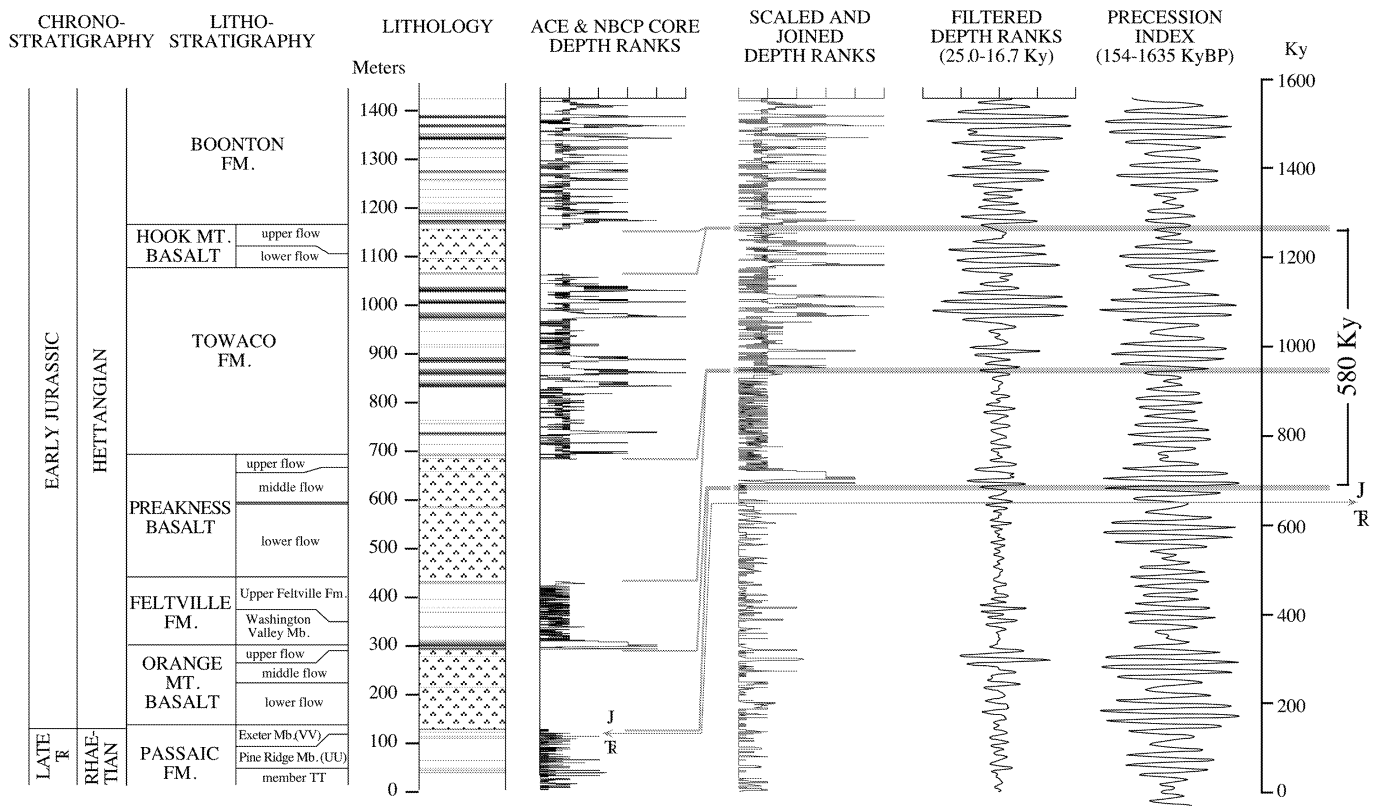 CHRONO-
STRATIGRAPHY
LITHO-
STRATIGRAPHY
LITHOLOGY
ACE & NBCP CORE
DEPTH RANKS
SCALED AND
JOINED
DEPTH RANKS
FILTERED
DEPTH RANKS
(25.0-16.7 Ky)
PRECESSION
INDEX
(154-1635 KyBP)
Ky
Meters
1400
1300
1200
1100
1000
900
800
700
600
500
400
300
200
100
0
EARLY JURASSIC
LATE
TR
HETTANGIAN
RHAE-
TIAN
BOONTON
FM.
HOOK MT.
BASALT
upper flow
lower flow
TOWACO
FM.
PREAKNESS
BASALT
upper flow
middle flow
lower flow
FELTVILLE
FM.
Upper Feltville Fm.
Washington
Valley Mb.
ORANGE
MT.
BASALT
upper flow
middle flow
lower flow
PASSAIC
FM.
Exeter Mb.(VV)
Pine Ridge Mb.(UU)
member TT
J
TR
1600
1400
1200
1000
800
600
400
200
0
580 Ky
J
TR